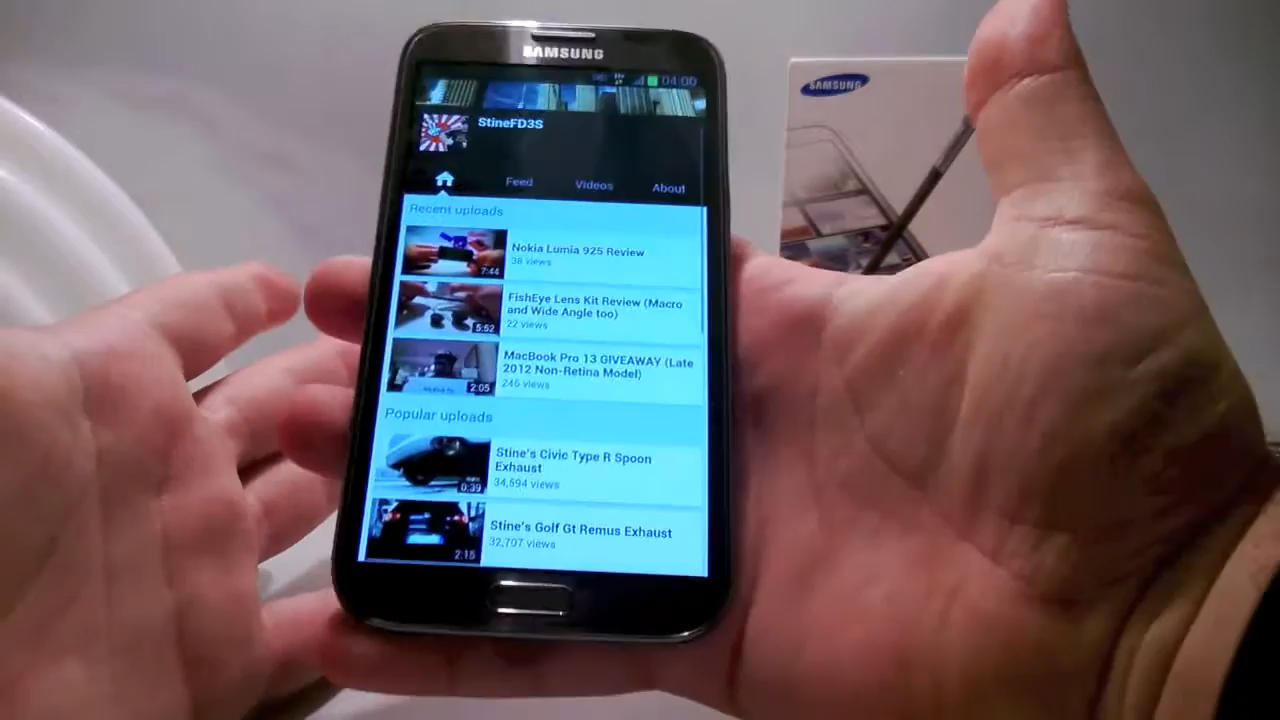 SAMSUNG
04:00
SAMSUNG
StineFD3S
Feed
Videos
About
Recent uploads
Nokia Lumia 925 Review
38 views
7:44
FishEye Lens Kit Review (Macro
and Wide Angle too)
22 views
5:52
MacBook Pro 13 GIVEAWAY (Late
2012 Non-Retina Model)
246 views
2:05
Popular uploads
Stine's Civic Type R Spoon
Exhaust
34,594 views
0:39
Stine's Golf Gt Remus Exhaust
32,707 views
2:15